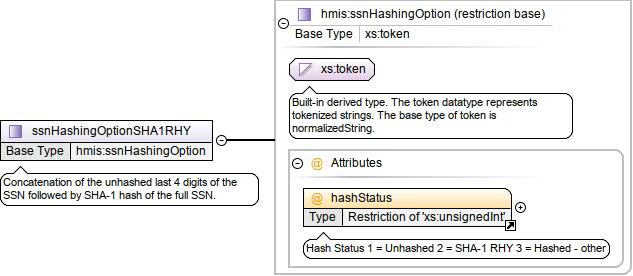 hmis:ssnHashingOption (restriction base)
Base Type xs:token
xs:token
Built-in derived type. The token datatype represents
tokenized strings. The base type of token is
normalizedString.
ssnHashingOptionSHA1RHY
Base Type hmis:ssnHashingOption
Concatenation of the unhashed last 4 digits of the
SSN followed by SHA-1 hash of the full SSN.
@ Attributes
@ hashStatus
Type Restriction of 'xs:unsignedInt'
Hash Status 1 = Unhashed 2 = SHA-1 RHY 3 = Hashed - other